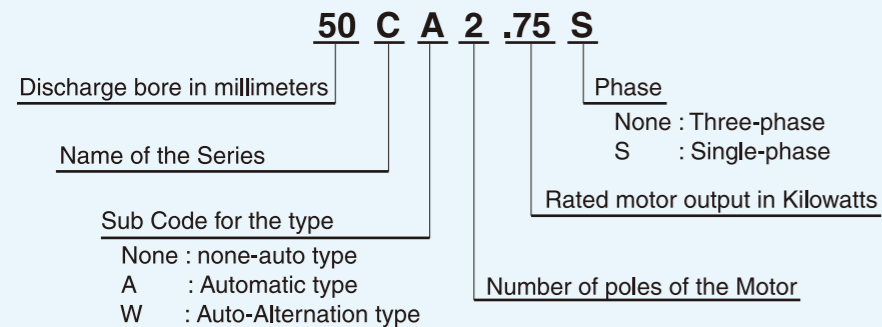 50 C A 2 .75 S
Discharge bore in millimeters
Phase
None : Three-phase
S : Single-phase
Name of the Series
Rated motor output in Kilowatts
Sub Code for the type
None : none-auto type
A : Automatic type
W : Auto-Alternation type
Number of poles of the Motor